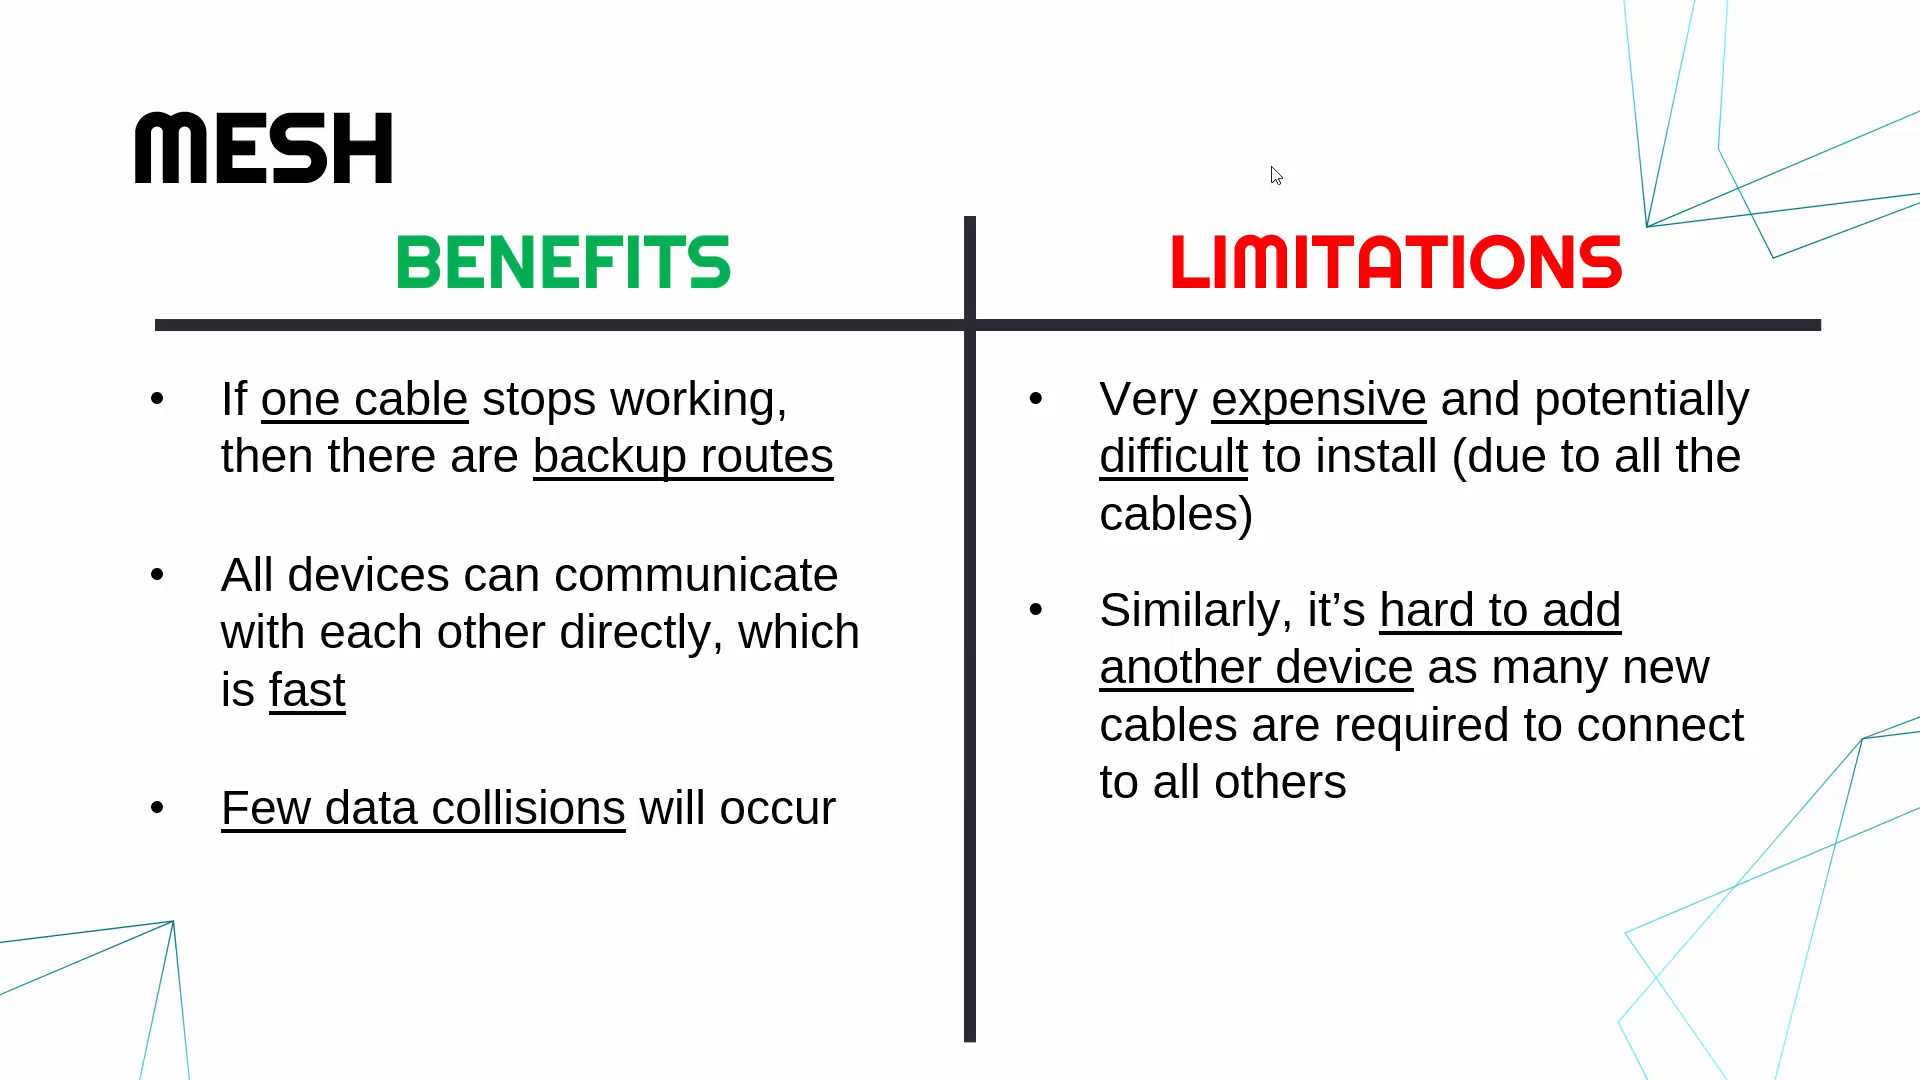 MESH
BENEFITS
• If one cable stops working,
then there are backup routes
• All devices can communicate
with each other directly, which
is fast
• Few data collisions will occur
LIMITATIONS
• Very expensive and potentially
difficult to install (due to all the
cables)
• Similarly, it’s hard to add
another device as many new
cables are required to connect
to all others